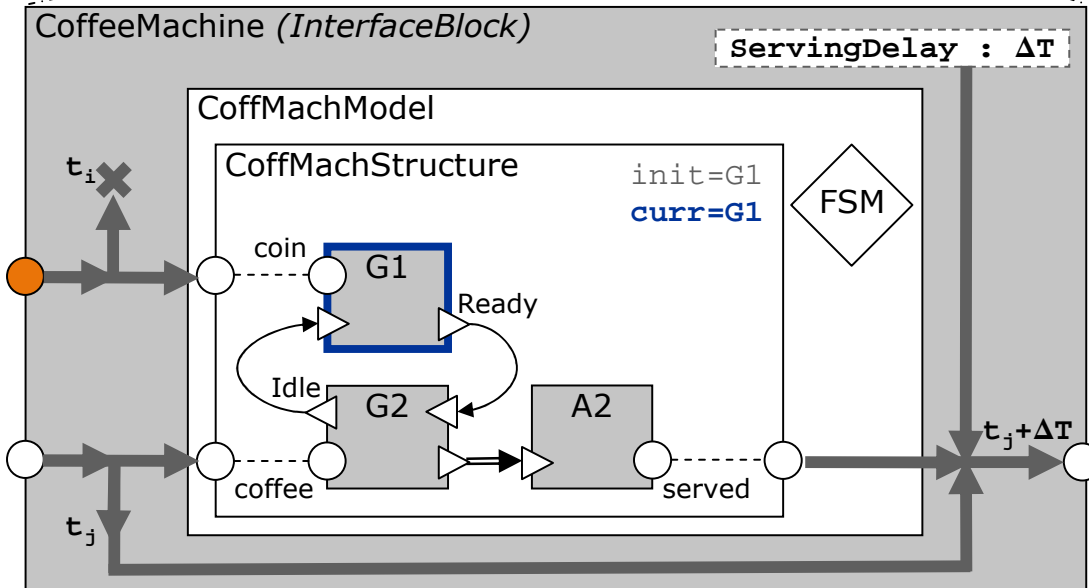 CoffeeMachine (InterfaceBlock)
ServingDelay : ΔT
CoffMachModel
CoffMachStructure
init=G1
curr=G1
FSM
tᵢ
coin
G1
Ready
Idle
G2
A2
coffee
served
tⱼ+ΔT
tⱼ